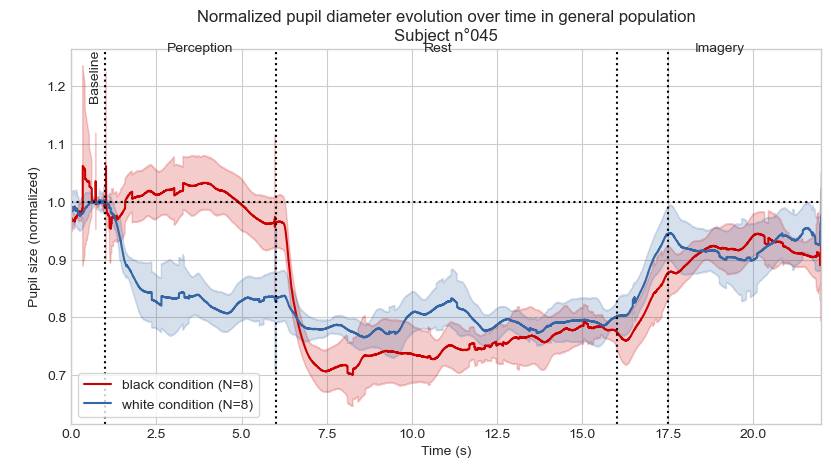 Normalized pupil diameter evolution over time in general population
Subject n°045
Perception
Rest
Imagery
Baseline
1.2
1.1
1.0
0.9
0.8
0.7
Pupil size (normalized)
black condition (N=8)
white condition (N=8)
0.0 2.5 5.0 7.5 10.0 12.5 15.0 17.5 20.0
Time (s)